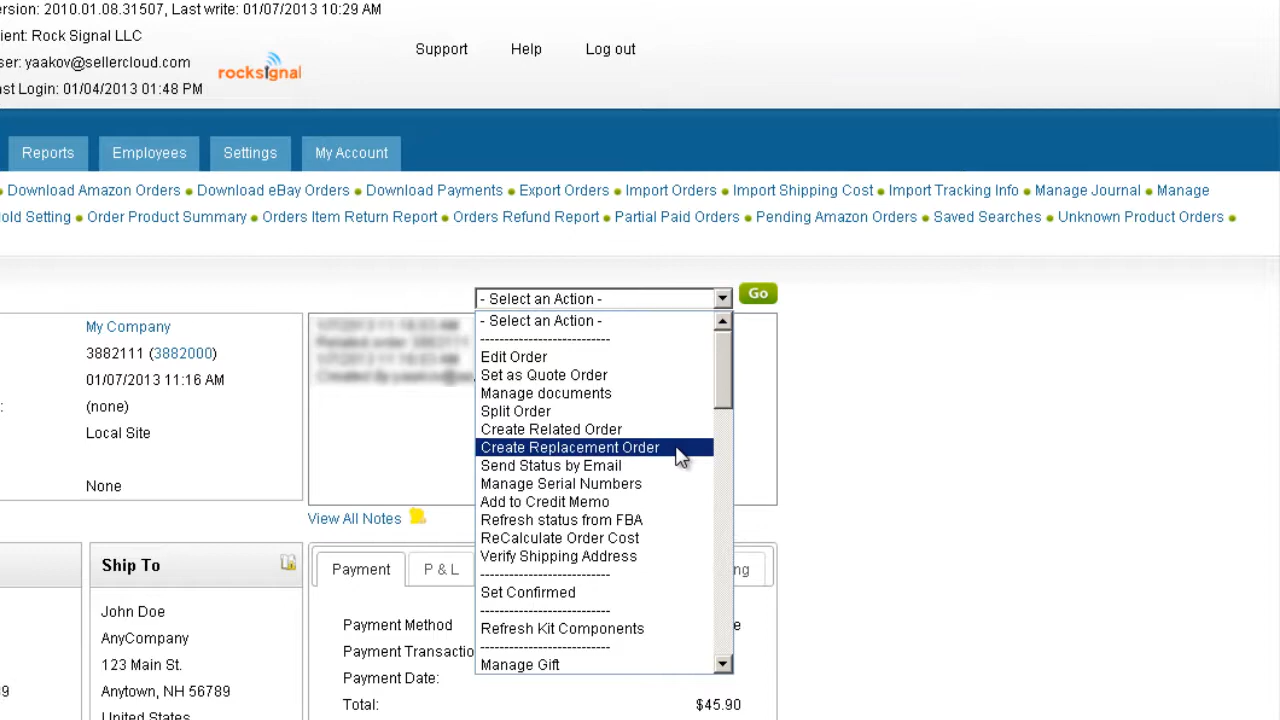 ersion: 2010.01.08.31507, Last write: 01/07/2013 10:29 AM
ient: Rock Signal LLC
ser: yaakov@sellercloud.com
ast Login: 01/04/2013 01:48 PM
rocksignal
Support Help Log out
Reports Employees Settings My Account
Download Amazon Orders Download eBay Orders Download Payments Export Orders Import Orders Import Shipping Cost Import Tracking Info Manage Journal Manage
old Setting Order Product Summary Orders Item Return Report Orders Refund Report Partial Paid Orders Pending Amazon Orders Saved Searches Unknown Product Orders
- Select an Action - Go
My Company
3882111 (3882000)
01/07/2013 11:16 AM
: (none)
Local Site
None
- Select an Action -
----------------------------
Edit Order
Set as Quote Order
Manage documents
Split Order
Create Related Order
Create Replacement Order
Send Status by Email
Manage Serial Numbers
Add to Credit Memo
Refresh status from FBA
ReCalculate Order Cost
Verify Shipping Address
----------------------------
Set Confirmed
----------------------------
Refresh Kit Components
----------------------------
Manage Gift
View All Notes
Ship To
John Doe
AnyCompany
123 Main St.
9 Anytown, NH 56789
United States
Payment P & L ng
Payment Method e
Payment Transactio
Payment Date:
Total: $45.90